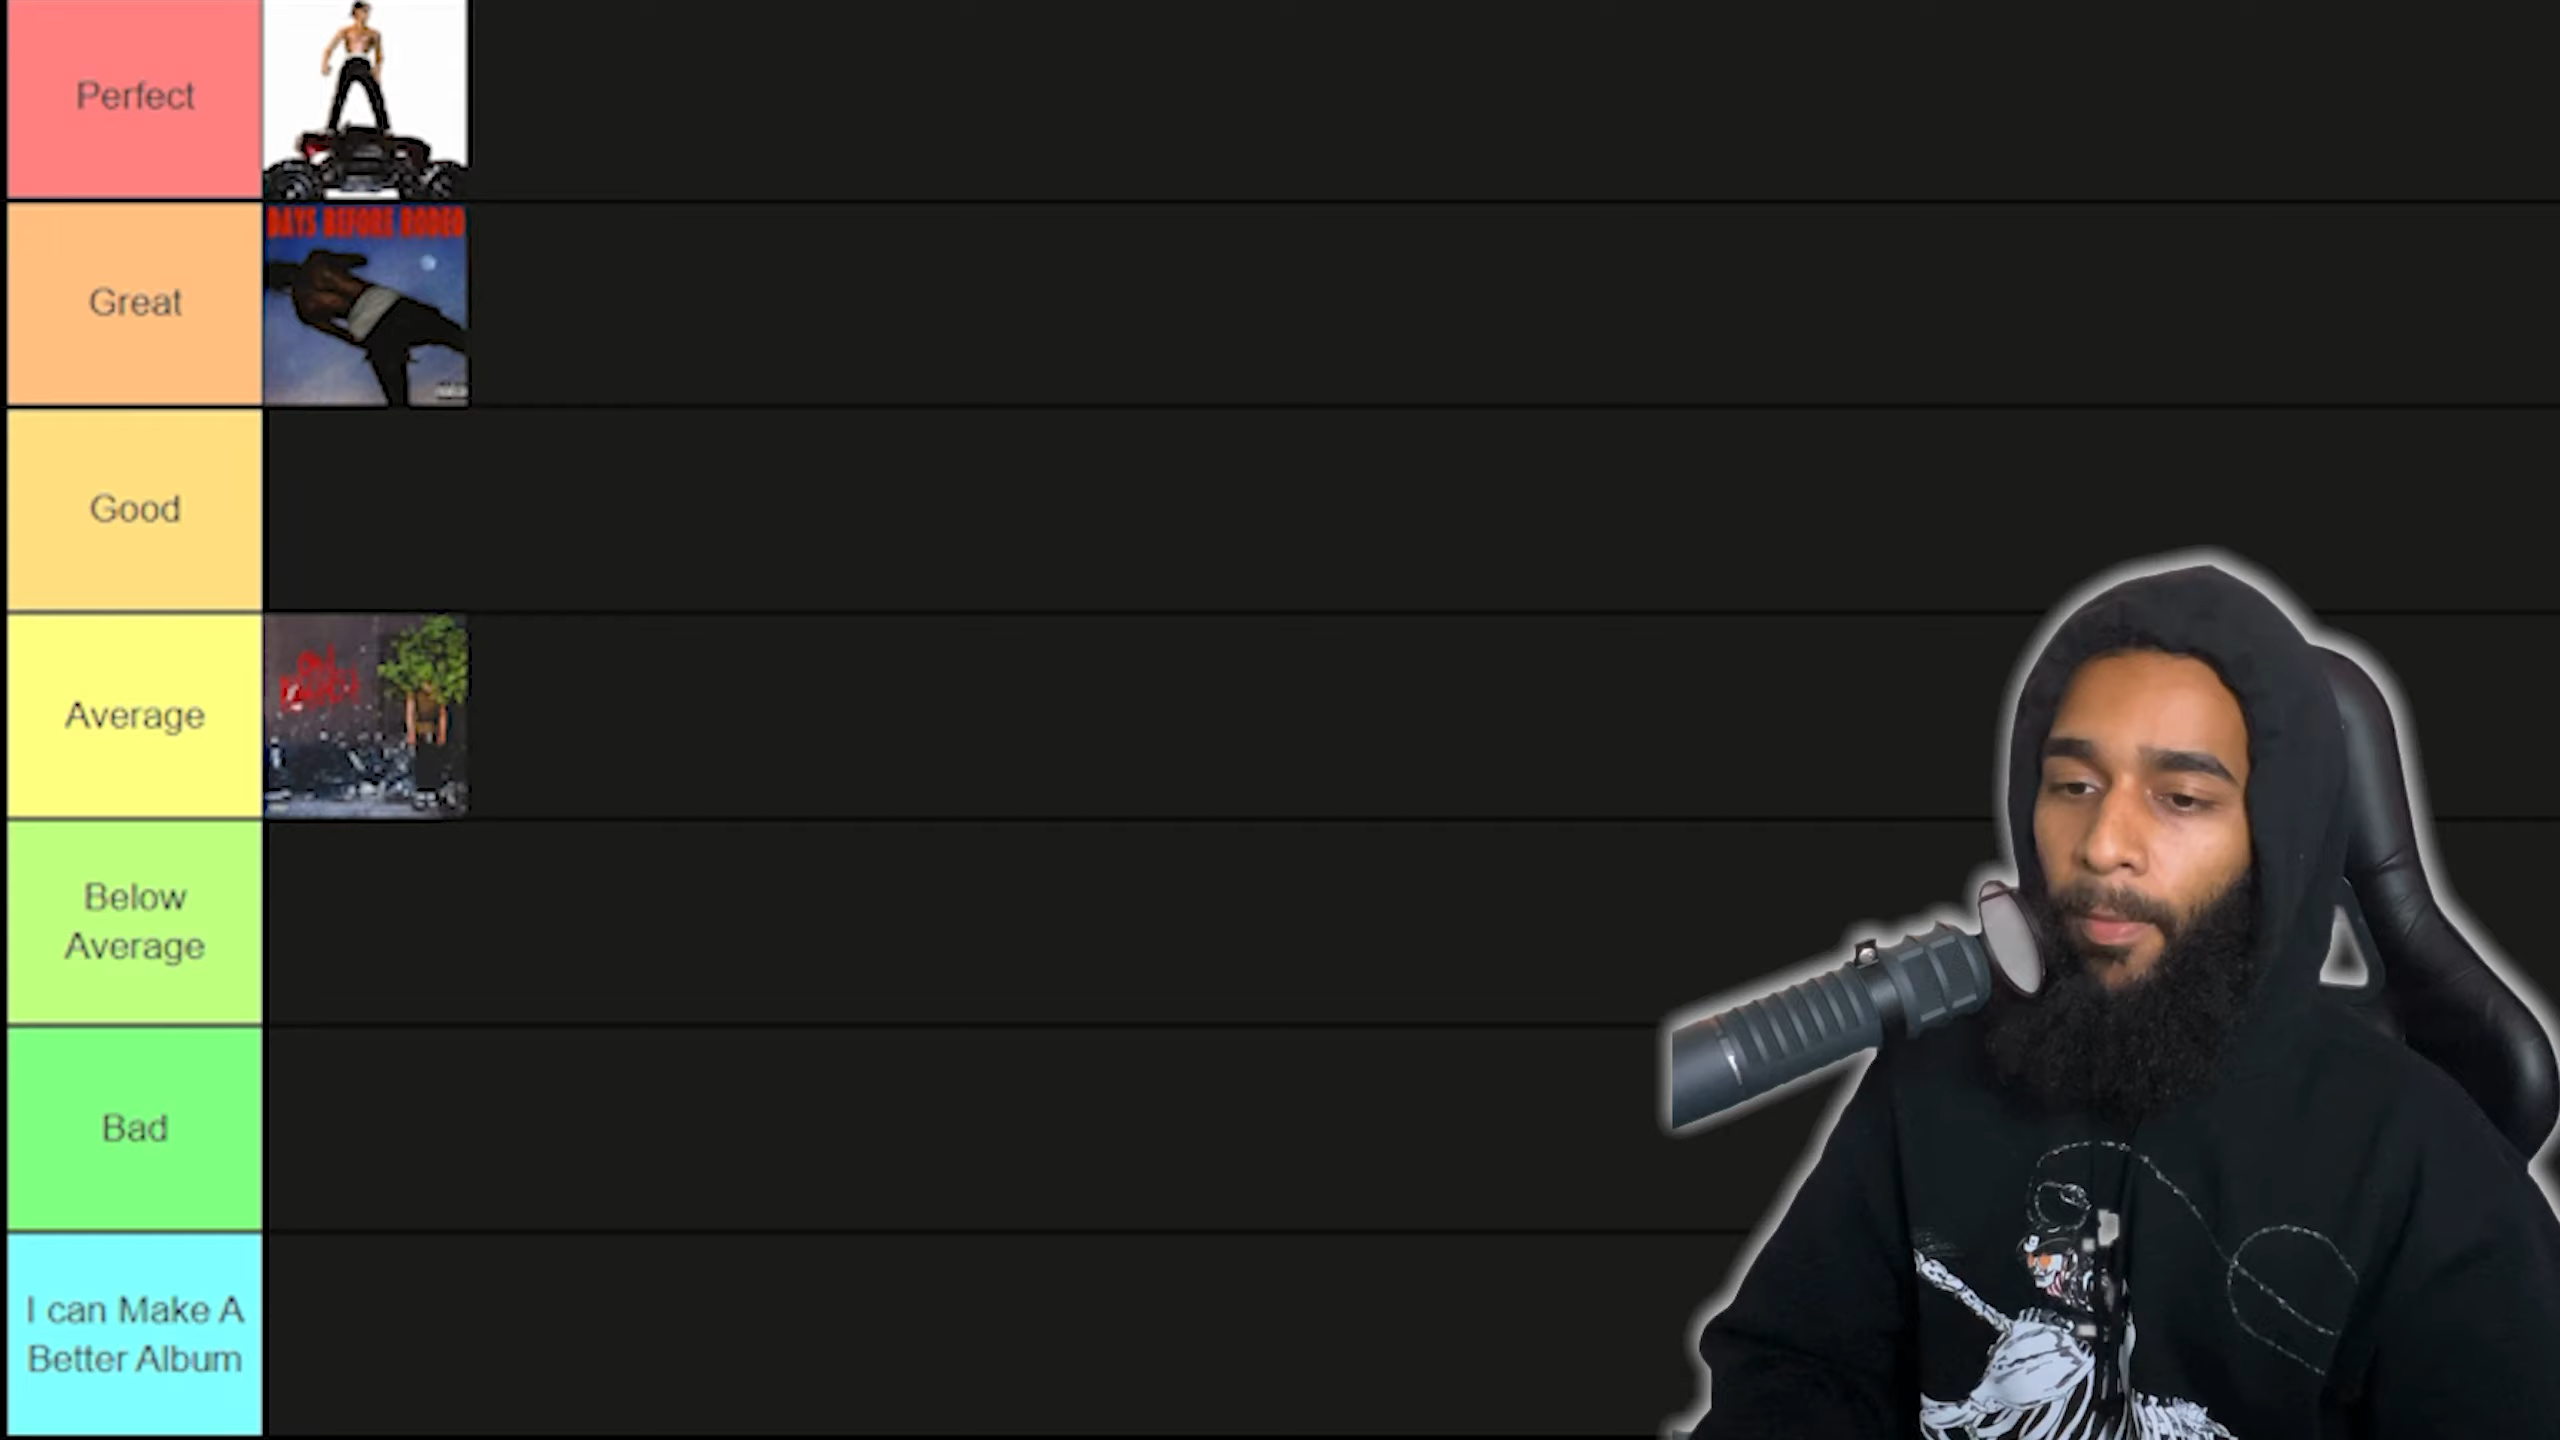 Perfect
DAYS BEFORE RODEO
Great
Good
Average
Below
Average
Bad
I can Make A
Better Album